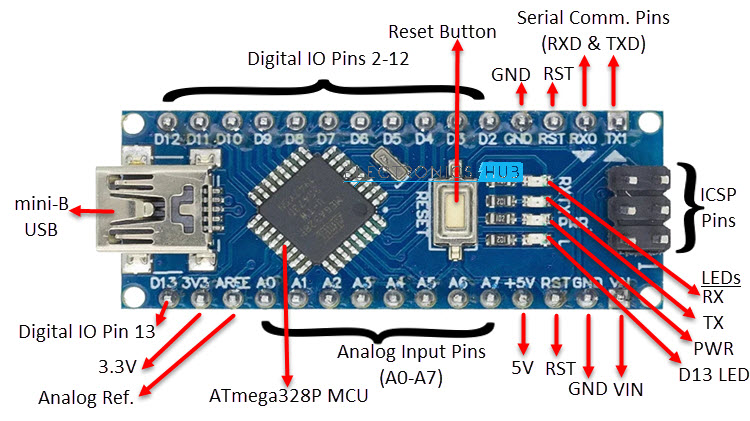 Serial Comm. Pins
(RXD & TXD)
Reset Button
Digital IO Pins 2-12
GND
RST
D12 D11 D10 D9 D8 D7 D6 D5 D4 D3 D2 GND RST RX0 TX1
ELECTRONICS HUB
mini-B
USB
RESET
ICSP
Pins
D13 3V3 AREF A0 A1 A2 A3 A4 A5 A6 A7 +5V RST GND VIN
LEDs
RX
TX
PWR
D13 LED
Digital IO Pin 13
3.3V
Analog Ref.
ATmega328P MCU
Analog Input Pins
(A0-A7)
5V
RST
GND
VIN